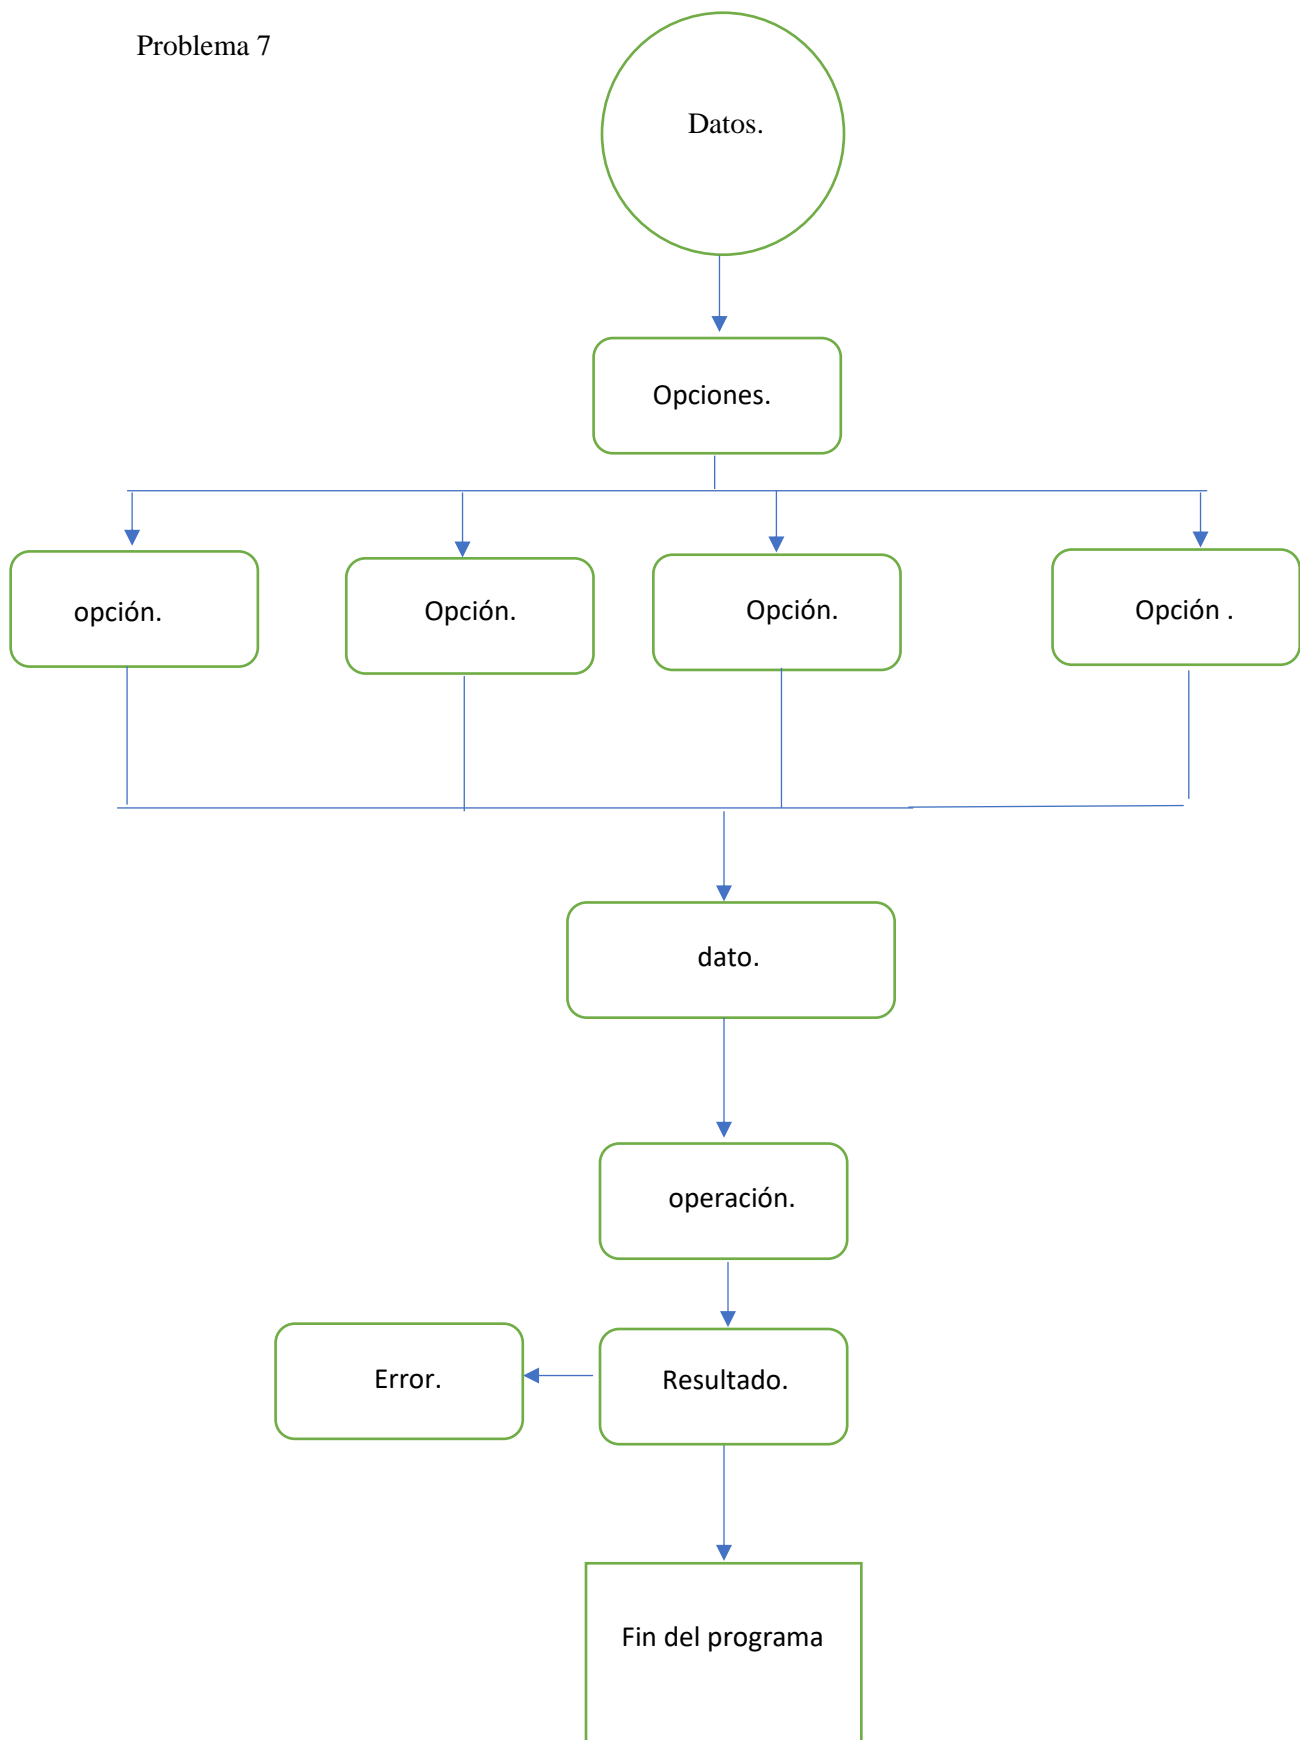 Problema 7
Datos.
Opciones.
opción.
Opción.
Opción.
Opción .
dato.
operación.
Error.
Resultado.
Fin del programa